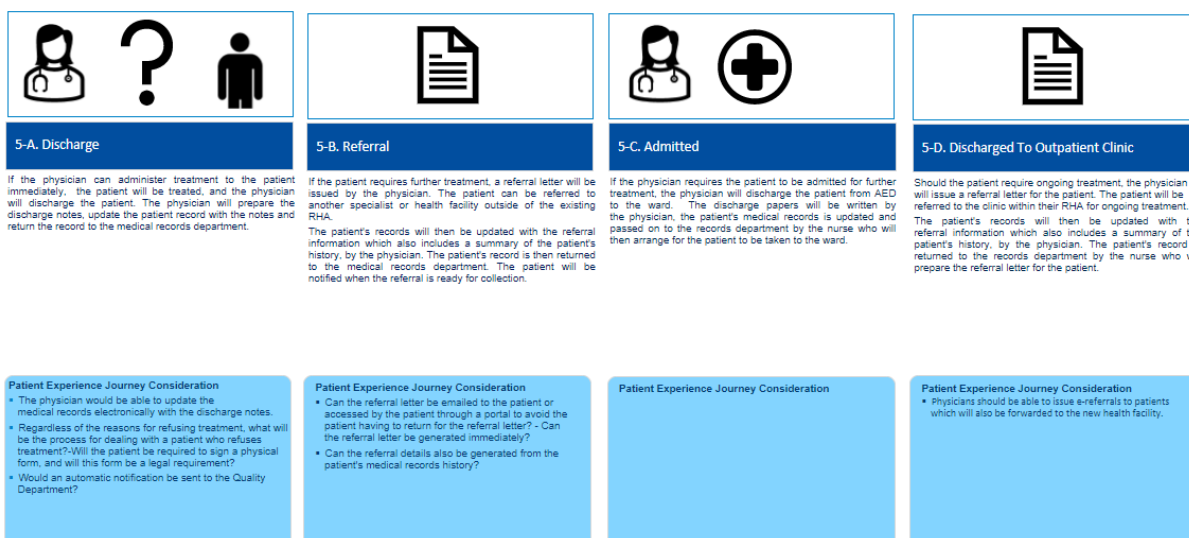 5-A. Discharge
If the physician can administer treatment to the patient
immediately, the patient will be treated, and the physician
will discharge the patient. The physician will prepare the
discharge notes, update the patient record with the notes and
return the record to the medical records department.
5-B. Referral
If the patient requires further treatment, a referral letter will be
issued by the physician. The patient can be referred to
another specialist or health facility outside of the existing
RHA.
The patient's records will then be updated with the referral
information which also includes a summary of the patient's
history, by the physician. The patient's record is then returned
to the medical records department. The patient will be
notified when the referral is ready for collection.
5-C. Admitted
If the physician requires the patient to be admitted for further
treatment, the physician will discharge the patient from AED
to the ward. The discharge papers will be written by
the physician, the patient's medical records is updated and
passed on to the records department by the nurse who will
then arrange for the patient to be taken to the ward.
5-D. Discharged To Outpatient Clinic
Should the patient require ongoing treatment, the physician
will issue a referral letter for the patient. The patient will be
referred to the clinic within their RHA for ongoing treatment.
The patient's records will then be updated with
referral information which also includes a summary of
patient's history, by the physician. The patient's record
returned to the records department by the nurse who
prepare the referral letter for the patient.
Patient Experience Journey Consideration
▪ The physician would be able to update the
medical records electronically with the discharge notes.
▪ Regardless of the reasons for refusing treatment, what will
be the process for dealing with a patient who refuses
treatment?-Will the patient be required to sign a physical
form, and will this form be a legal requirement?
▪ Would an automatic notification be sent to the Quality
Department?
Patient Experience Journey Consideration
▪ Can the referral letter be emailed to the patient or
accessed by the patient through a portal to avoid the
patient having to return for the referral letter? - Can
the referral letter be generated immediately?
▪ Can the referral details also be generated from the
patient's medical records history?
Patient Experience Journey Consideration
Patient Experience Journey Consideration
▪ Physicians should be able to issue e-referrals to patients
which will also be forwarded to the new health facility.